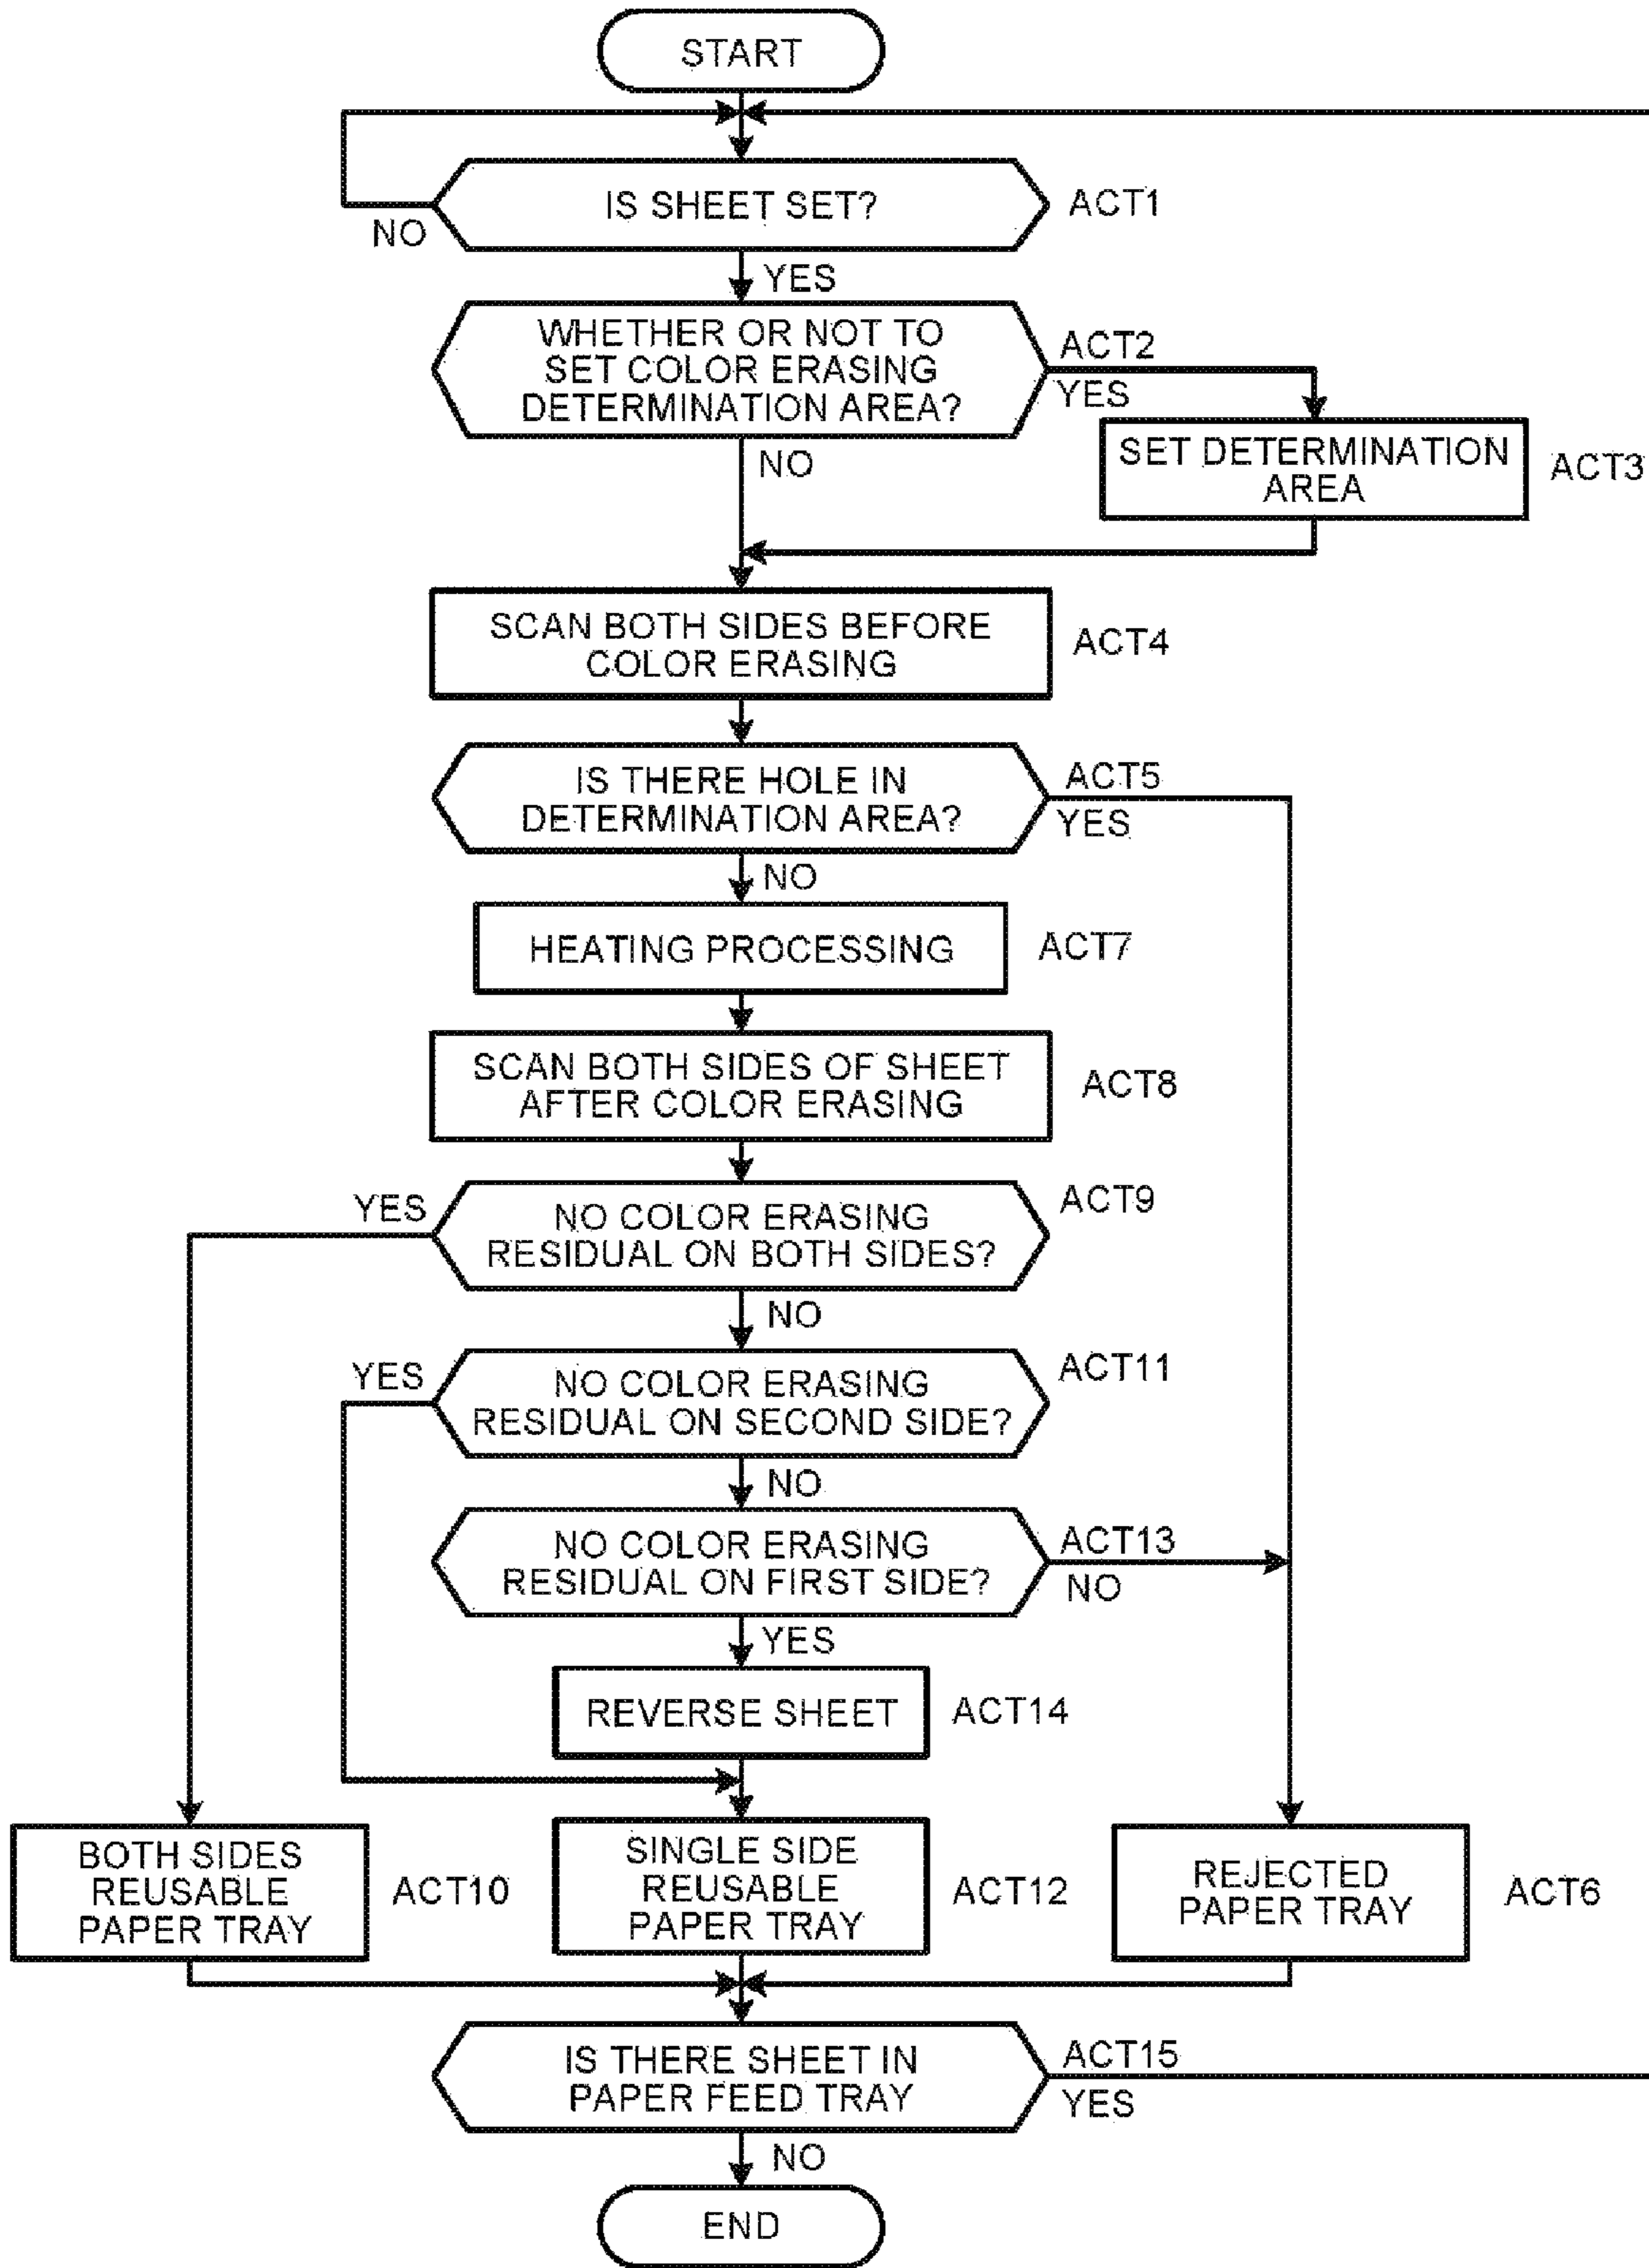 START
IS SHEET SET?
ACT1
NO
YES
WHETHER OR NOT TO
SET COLOR ERASING
DETERMINATION AREA?
ACT2
YES
NO
SET DETERMINATION
AREA
ACT3
SCAN BOTH SIDES BEFORE
COLOR ERASING
ACT4
IS THERE HOLE IN
DETERMINATION AREA?
ACT5
YES
NO
HEATING PROCESSING
ACT7
SCAN BOTH SIDES OF SHEET
AFTER COLOR ERASING
ACT8
YES
NO COLOR ERASING
RESIDUAL ON BOTH SIDES?
ACT9
NO
YES
NO COLOR ERASING
RESIDUAL ON SECOND SIDE?
ACT11
NO
NO COLOR ERASING
RESIDUAL ON FIRST SIDE?
ACT13
NO
YES
REVERSE SHEET
ACT14
BOTH SIDES
REUSABLE
PAPER TRAY
ACT10
SINGLE SIDE
REUSABLE
PAPER TRAY
ACT12
REJECTED
PAPER TRAY
ACT6
IS THERE SHEET IN
PAPER FEED TRAY
ACT15
YES
NO
END